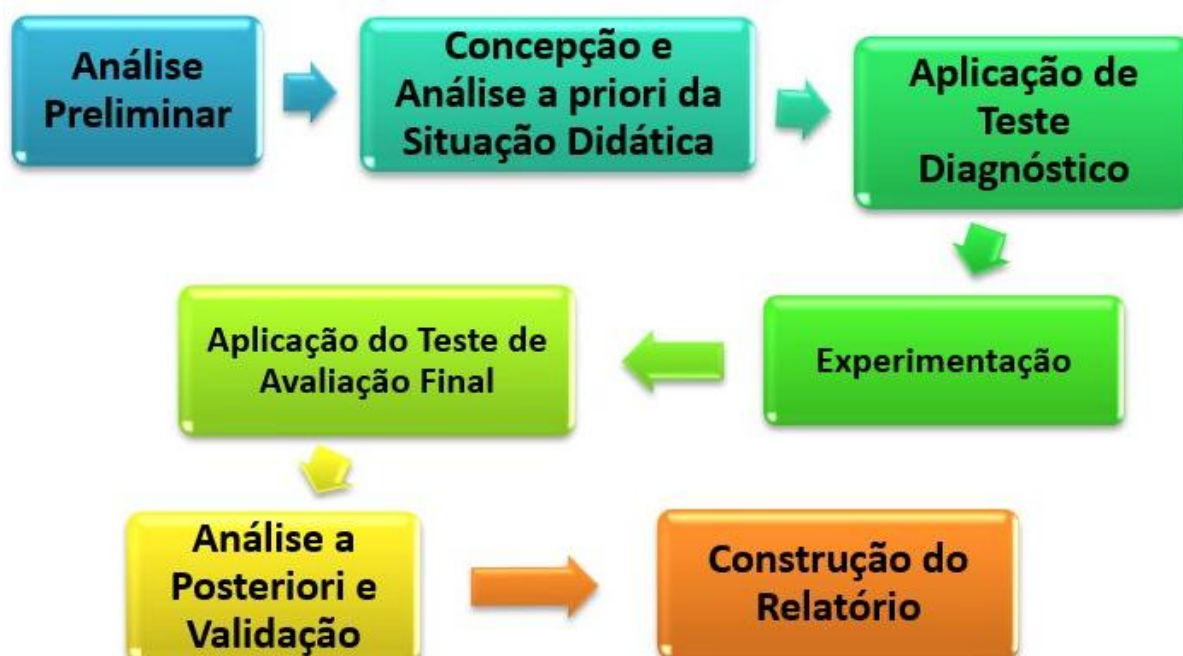 Análise
Preliminar
Concepção e
Análise a priori da
Situação Didática
Aplicação de
Teste
Diagnóstico
Experimentação
Aplicação do Teste de
Avaliação Final
Análise a
Posteriori e
Validação
Construção do
Relatório